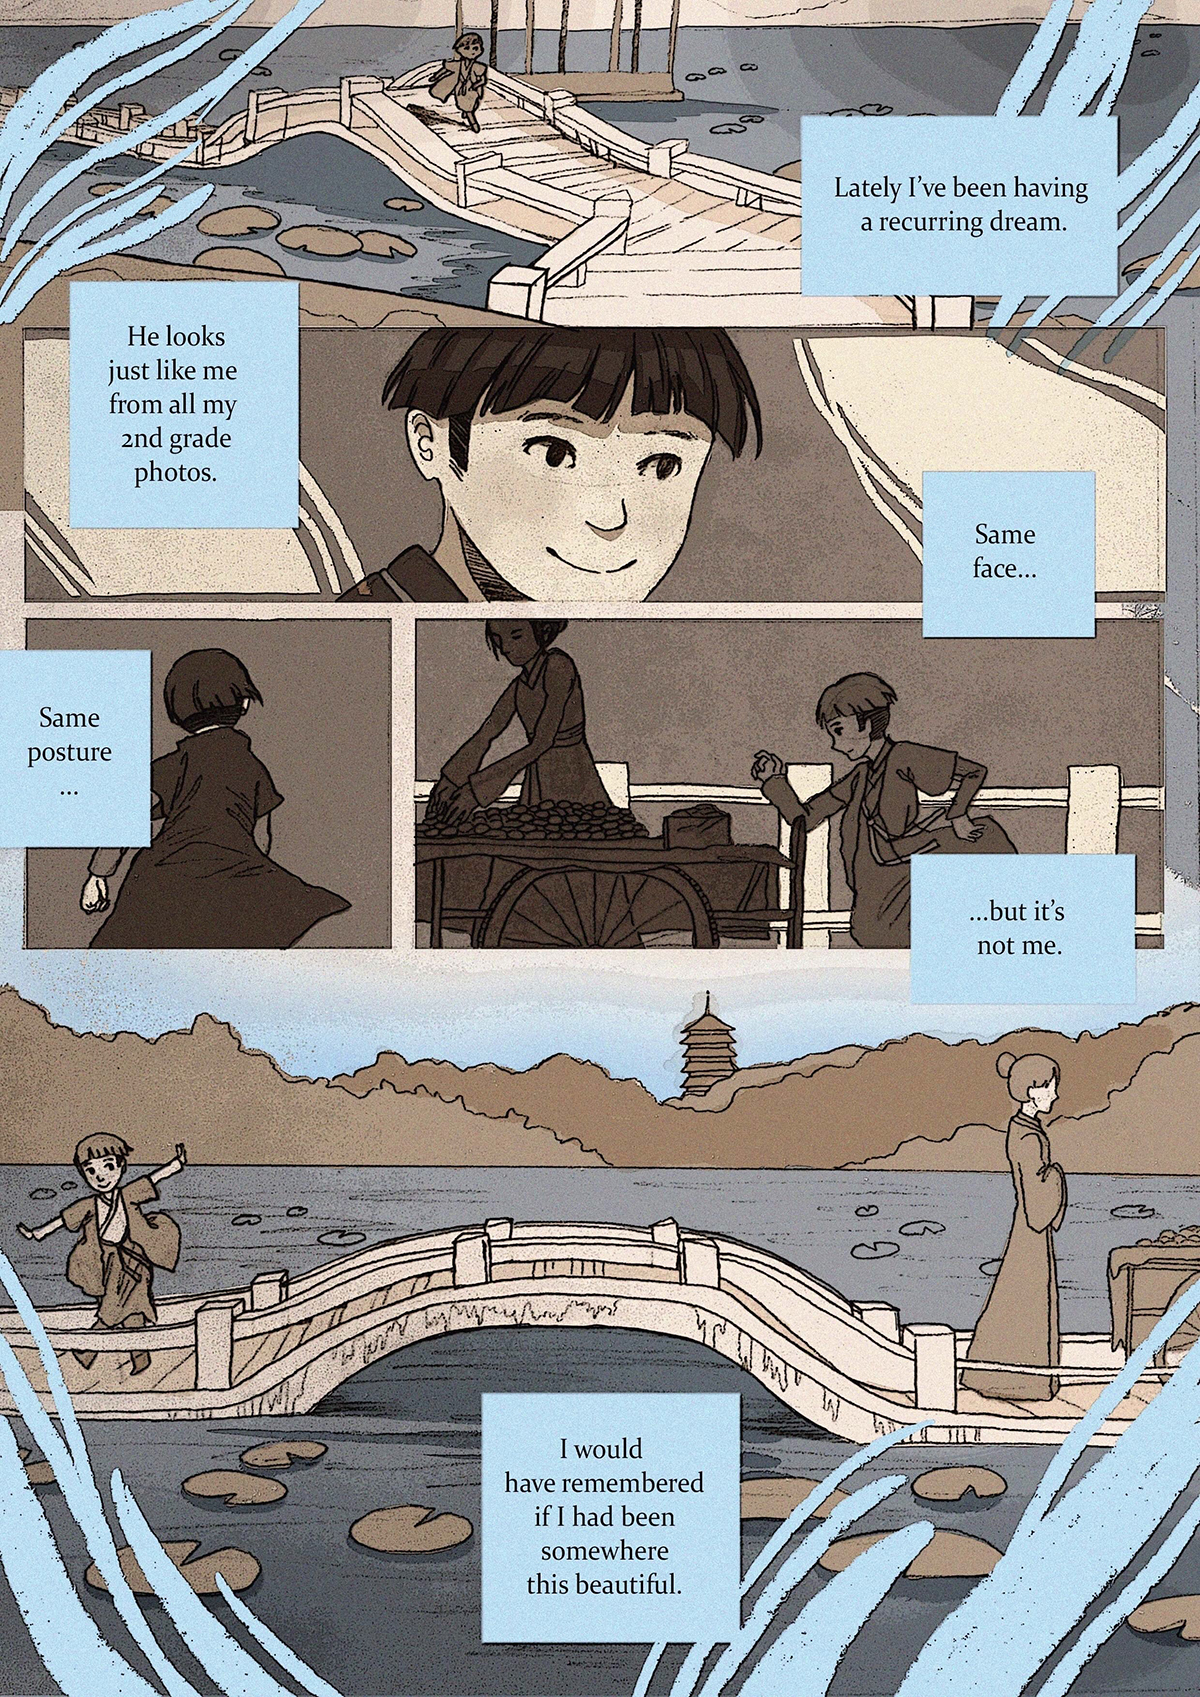 Lately I've been having
a recurring dream.
He looks
just like me
from all my
2nd grade
photos.
Same
face...
Same
posture
...
...but it's
not me.
I would
have remembered
if I had been
somewhere
this beautiful.